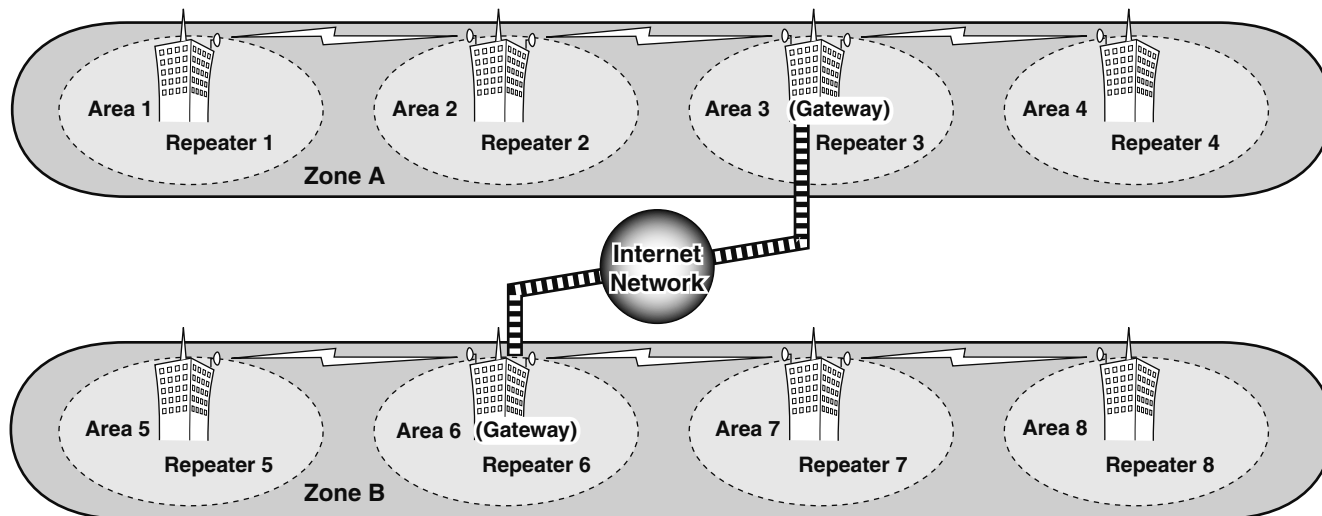 Area 1
Repeater 1
Area 2
Repeater 2
Area 3
(Gateway)
Repeater 3
Area 4
Repeater 4
Zone A
Internet
Network
Area 5
Repeater 5
Area 6
(Gateway)
Repeater 6
Area 7
Repeater 7
Area 8
Repeater 8
Zone B